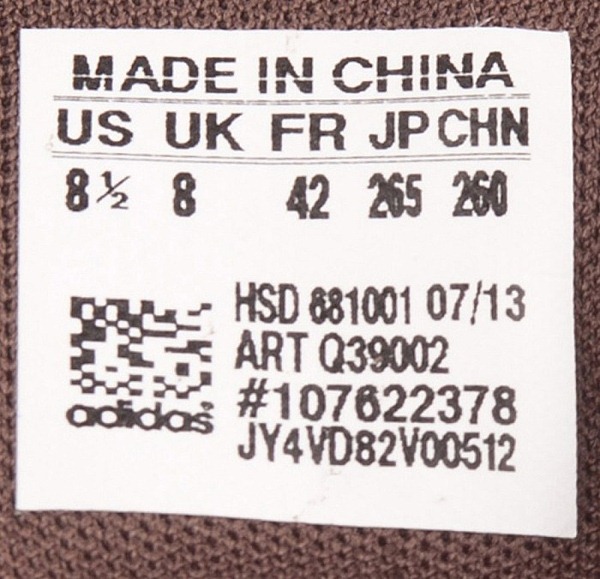 MADE IN CHINA
US UK FR JP CHN
8½ 8 42 265 260
HSD 681001 07/13
ART Q39002
#107622378
JY4VD82V00512
adidas